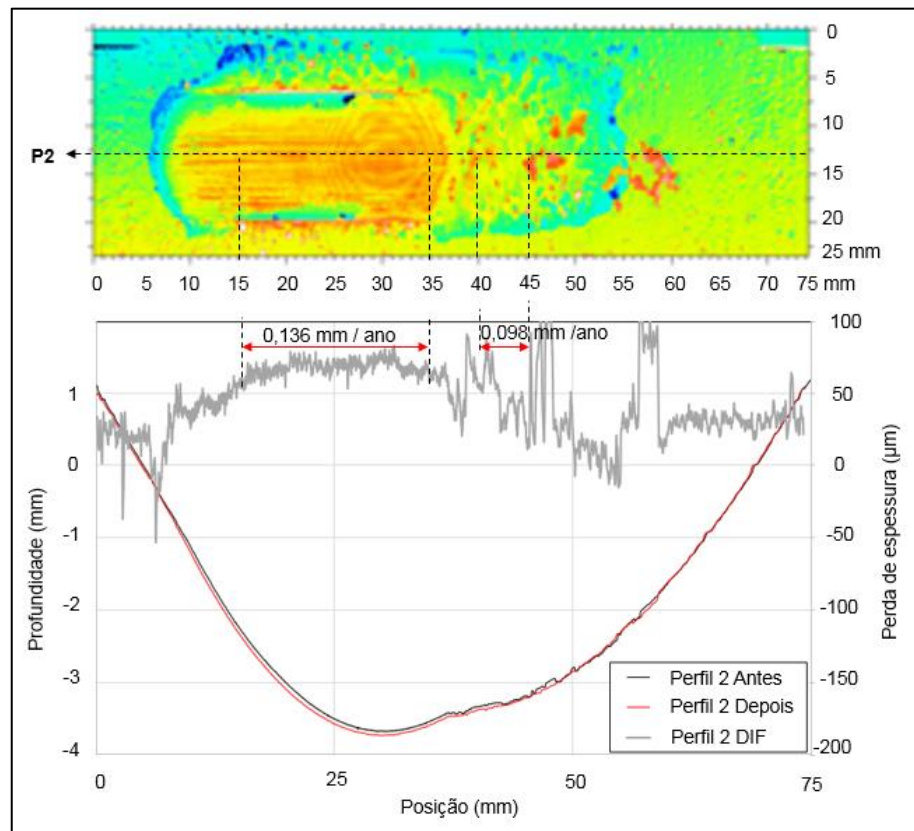 0
5
10
P2
15
20
25 mm
0 5 10 15 20 25 30 35 40 45 50 55 60 65 70 75 mm
0,136 mm / ano
0,098 mm /ano
100
1
50
0
0
-1
-50
-2
-100
-3
-150
-4
-200
Profundidade (mm)
Perda de espessura (µm)
Perfil 2 Antes
Perfil 2 Depois
Perfil 2 DIF
0 25 50 75
Posição (mm)